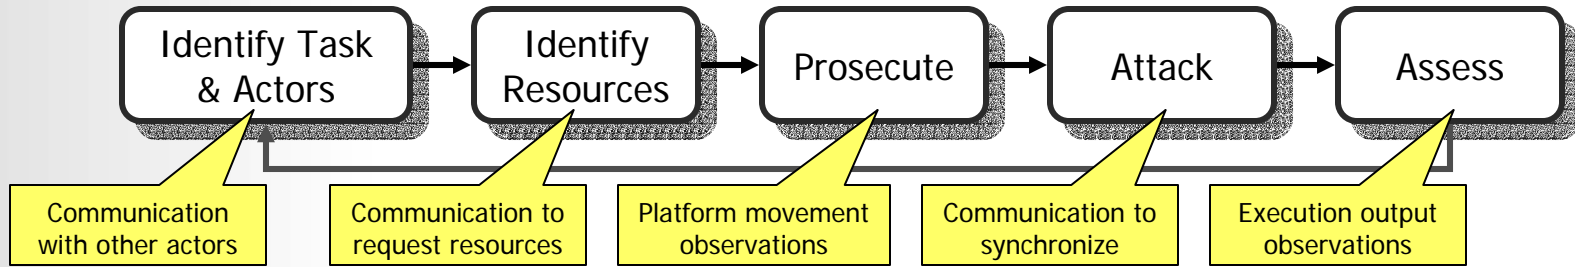 Identify Task
& Actors
Identify
Resources
Prosecute
Attack
Assess
Communication
with other actors
Communication to
request resources
Platform movement
observations
Communication to
synchronize
Execution output
observations